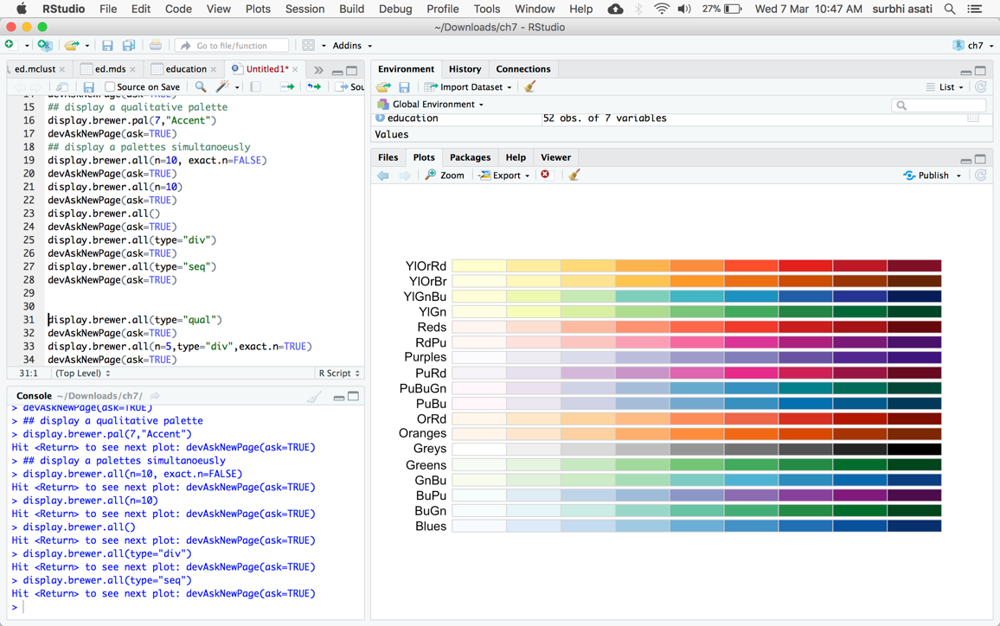 RStudio File Edit Code View Plots Session Build Debug Profile Tools Window Help 27% Wed 7 Mar 10:47 AM surbhi asati
~/Downloads/ch7 - RStudio
Go to file/function Addins ch7
ed.mclust ed.mds education Untitled1*
Source on Save Sou
14 devAskNewPage(ask=TRUE)
15 ## display a qualitative palette
16 display.brewer.pal(7,"Accent")
17 devAskNewPage(ask=TRUE)
18 ## display a palettes simultanoeusly
19 display.brewer.all(n=10, exact.n=FALSE)
20 devAskNewPage(ask=TRUE)
21 display.brewer.all(n=10)
22 devAskNewPage(ask=TRUE)
23 display.brewer.all()
24 devAskNewPage(ask=TRUE)
25 display.brewer.all(type="div")
26 devAskNewPage(ask=TRUE)
27 display.brewer.all(type="seq")
28 devAskNewPage(ask=TRUE)
29
30
31 display.brewer.all(type="qual")
32 devAskNewPage(ask=TRUE)
33 display.brewer.all(n=5,type="div",exact.n=TRUE)
34 devAskNewPage(ask=TRUE)
31:1 (Top Level) R Script
Console ~/Downloads/ch7/
> devAskNewPage(ask=TRUE)
> ## display a qualitative palette
> display.brewer.pal(7,"Accent")
Hit <Return> to see next plot: devAskNewPage(ask=TRUE)
> ## display a palettes simultanoeusly
> display.brewer.all(n=10, exact.n=FALSE)
Hit <Return> to see next plot: devAskNewPage(ask=TRUE)
> display.brewer.all(n=10)
Hit <Return> to see next plot: devAskNewPage(ask=TRUE)
> display.brewer.all()
Hit <Return> to see next plot: devAskNewPage(ask=TRUE)
> display.brewer.all(type="div")
Hit <Return> to see next plot: devAskNewPage(ask=TRUE)
> display.brewer.all(type="seq")
Hit <Return> to see next plot: devAskNewPage(ask=TRUE)
>
Environment History Connections
Import Dataset List
Global Environment
education 52 obs. of 7 variables
Values
Files Plots Packages Help Viewer
Zoom Export Publish
YlOrRd
YlOrBr
YlGnBu
YlGn
Reds
RdPu
Purples
PuRd
PuBuGn
PuBu
OrRd
Oranges
Greys
Greens
GnBu
BuPu
BuGn
Blues